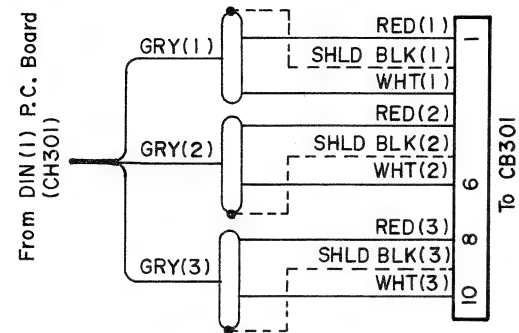 From DIN(1) P.C. Board
(CH301)
GRY(1)
GRY(2)
GRY(3)
RED(1)
SHLD BLK(1)
WHT(1)
RED(2)
SHLD BLK(2)
WHT(2)
RED(3)
SHLD BLK(3)
WHT(3)
1
6
8
10
To CB301